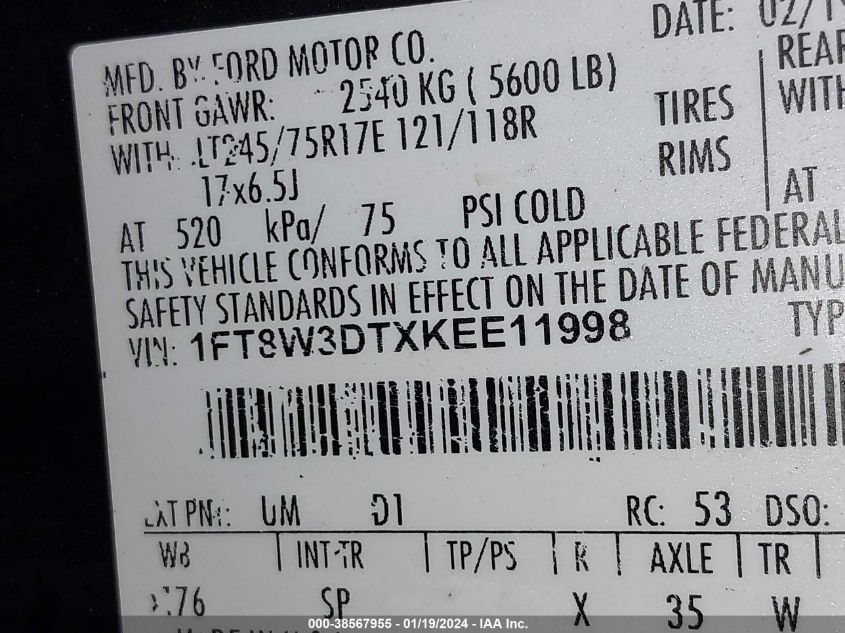 DATE: 02/1
MFD. BY FORD MOTOR CO.
FRONT GAWR: 2540 KG ( 5600 LB)
REAR
WITH: LT245/75R17E 121/118R TIRES
WITH
17x6.5J RIMS
AT 520 kPa/ 75 PSI COLD
AT
THIS VEHICLE CONFORMS TO ALL APPLICABLE FEDERAL
SAFETY STANDARDS IN EFFECT ON THE DATE OF MANU
VIN: 1FT8W3DTXKEE11998 TYP
EXT PNT: UM D1 RC: 53 DSO:
WB | INT-TR | TP/PS | R | AXLE | TR |
176 SP X 35 W
000-38567955 - 01/19/2024 - IAA Inc.